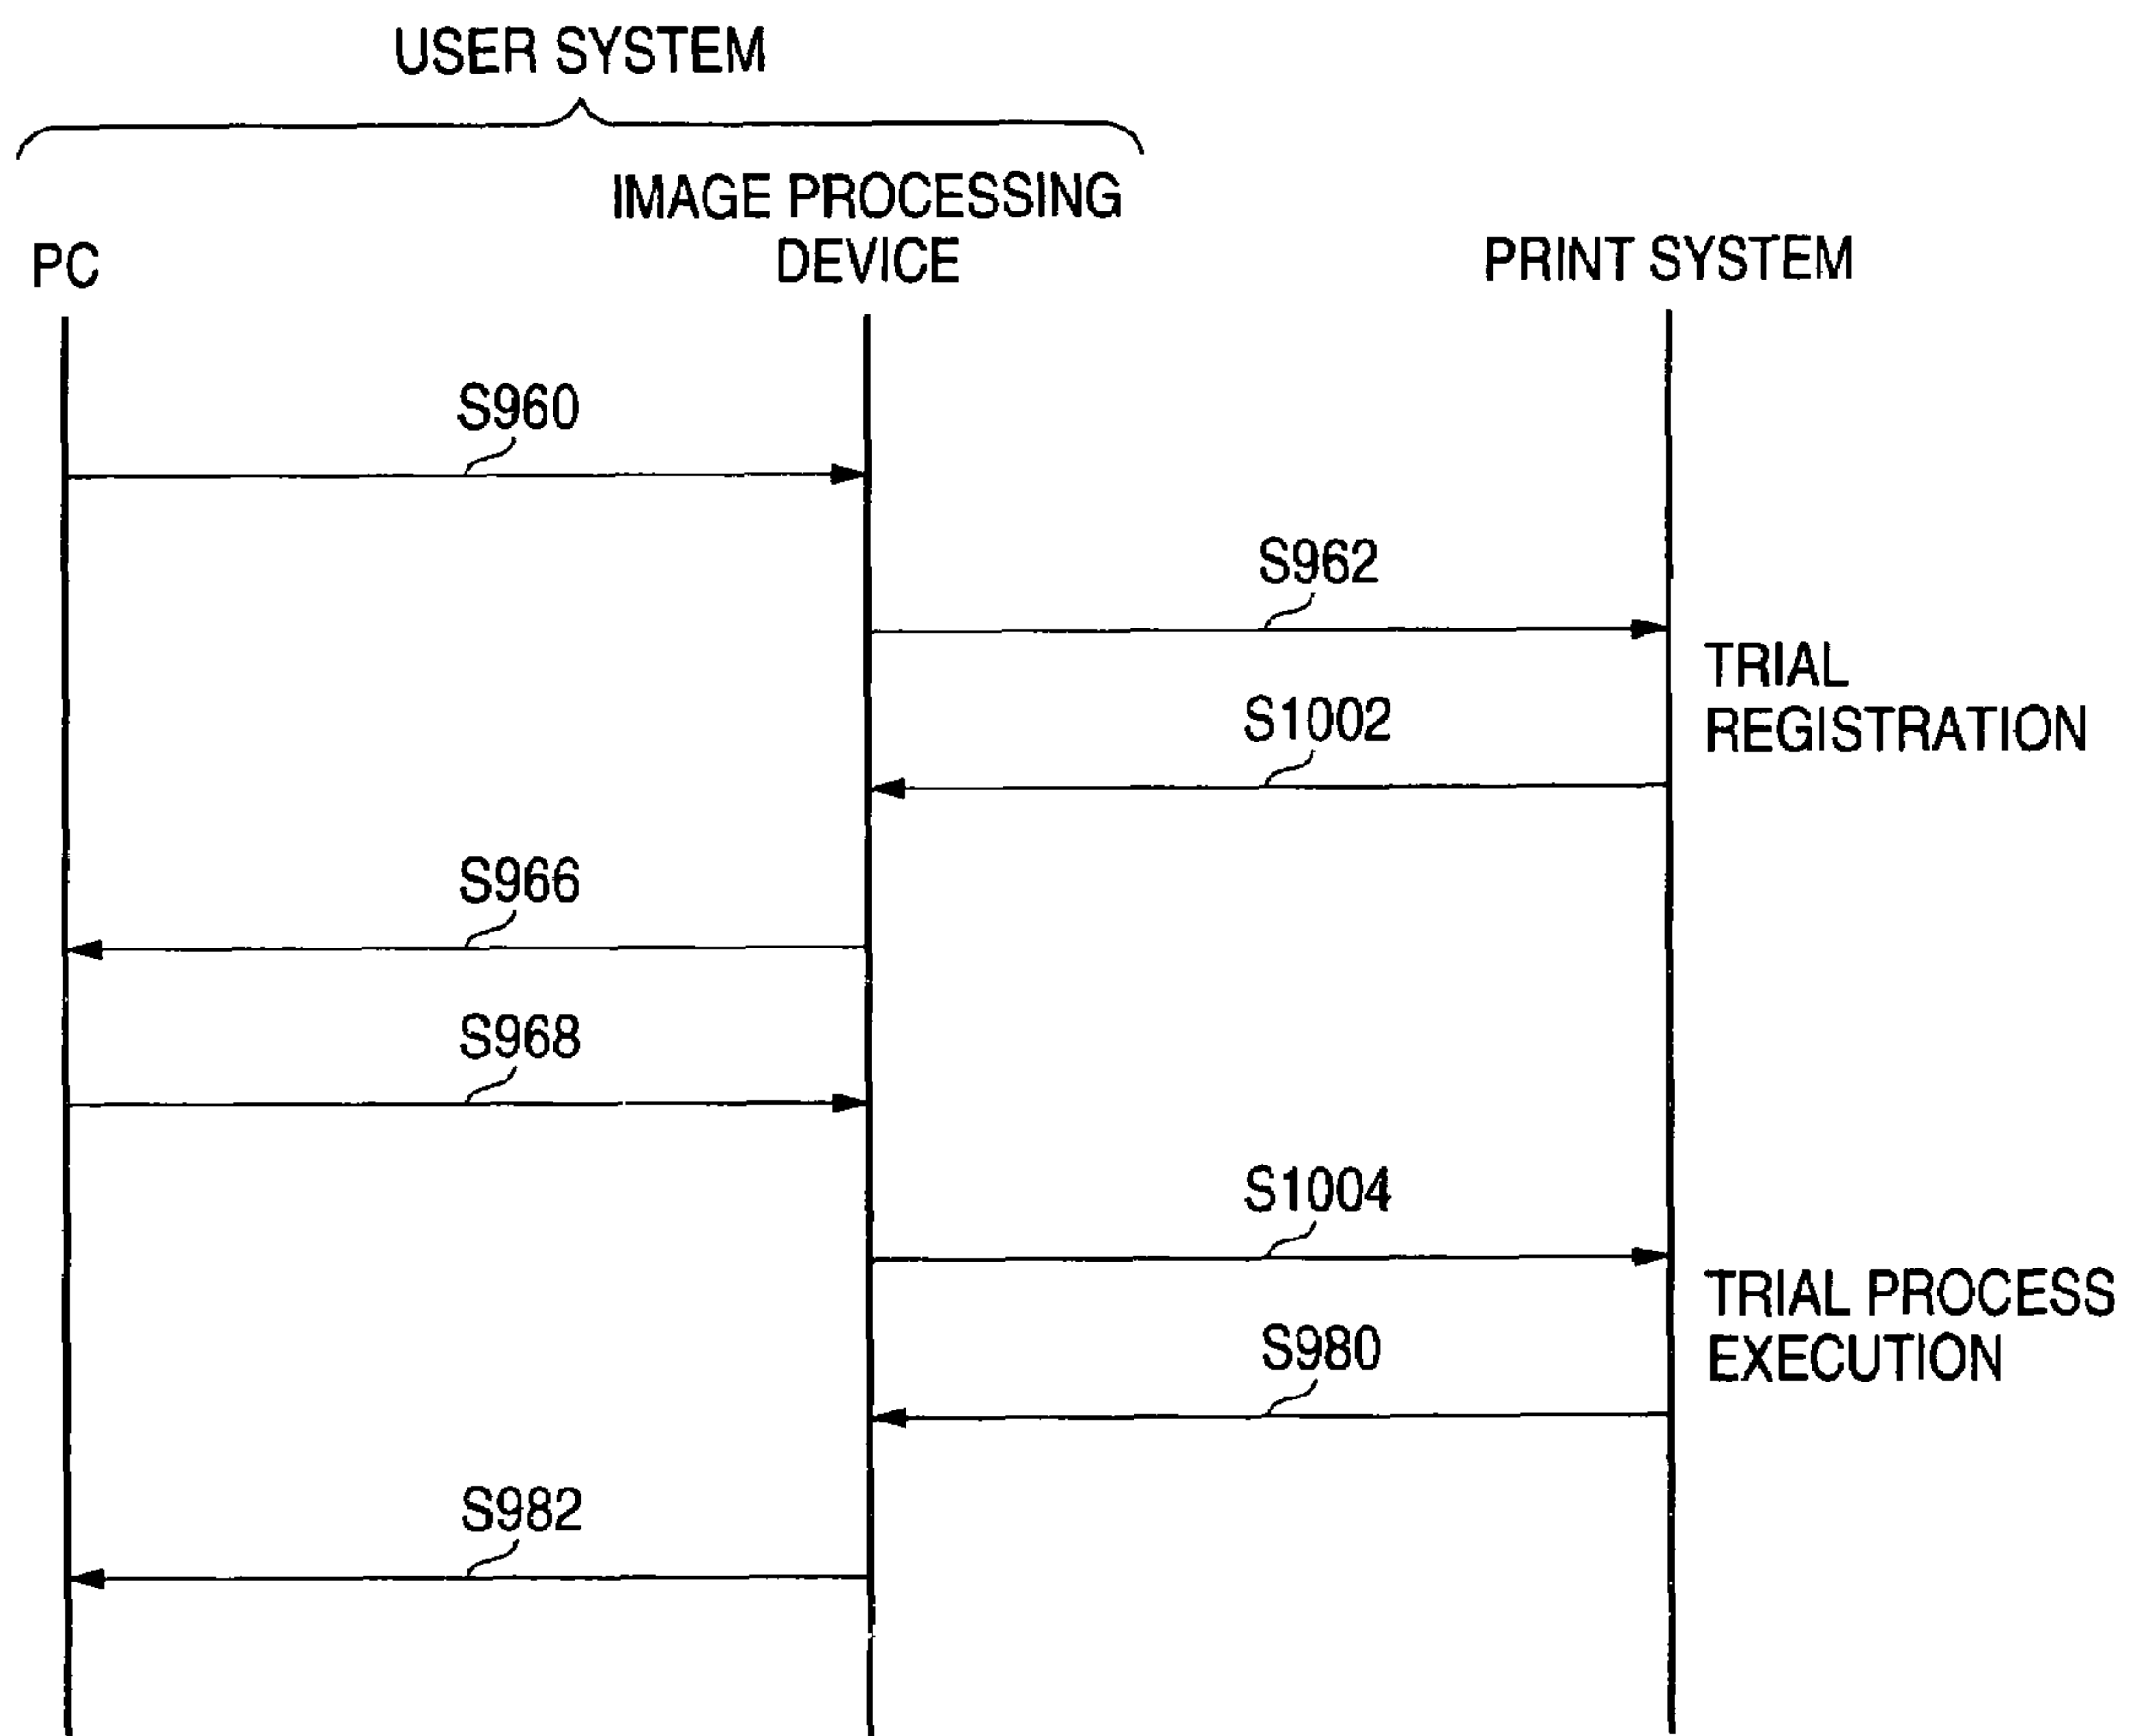 USER SYSTEM
IMAGE PROCESSING
DEVICE
PC
PRINT SYSTEM
S960
S962
TRIAL
REGISTRATION
S1002
S966
S968
S1004
TRIAL PROCESS
EXECUTION
S980
S982